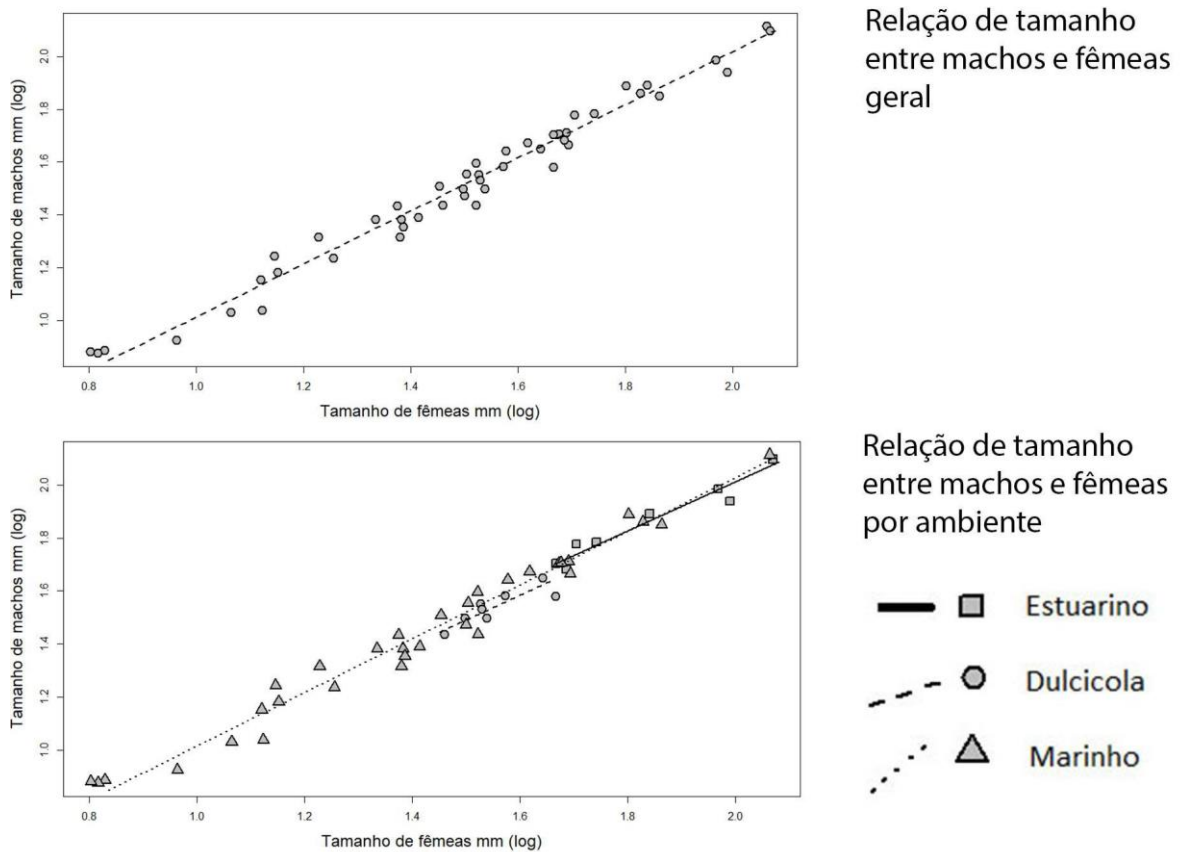 Relação de tamanho
entre machos e fêmeas
geral
Tamanho de machos mm (log)
2.0
1.8
1.6
1.4
1.2
1.0
0.8 1.0 1.2 1.4 1.6 1.8 2.0
Tamanho de fêmeas mm (log)
Relação de tamanho
entre machos e fêmeas
por ambiente
Tamanho de machos mm (log)
2.0
1.8
1.6
1.4
1.2
1.0
0.8 1.0 1.2 1.4 1.6 1.8 2.0
Tamanho de fêmeas mm (log)
Estuarino
Dulcicola
Marinho